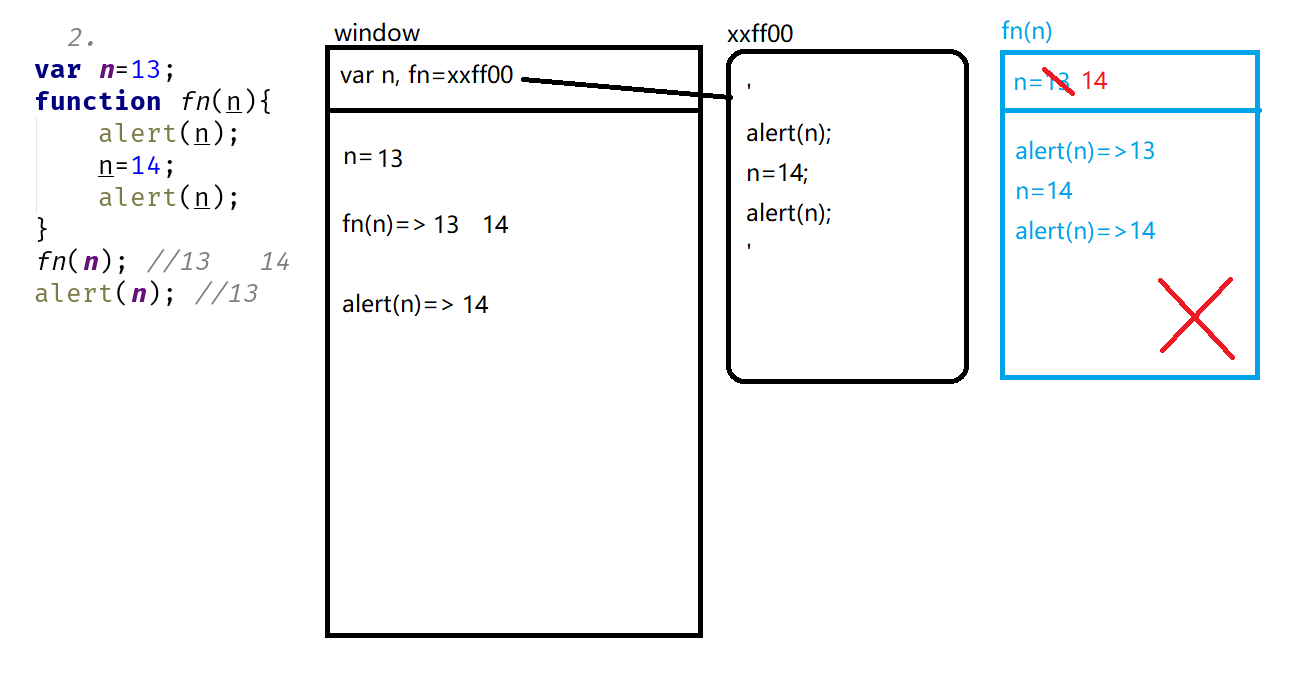 2.
var n=13;
function fn(n){
alert(n);
n=14;
alert(n);
}
fn(n); //13 14
alert(n); //13
window
var n, fn=xxff00
n= 13
fn(n)=> 13 14
alert(n)=> 14
xxff00
'
alert(n);
n=14;
alert(n);
'
fn(n)
n=13 14
alert(n)=>13
n=14
alert(n)=>14